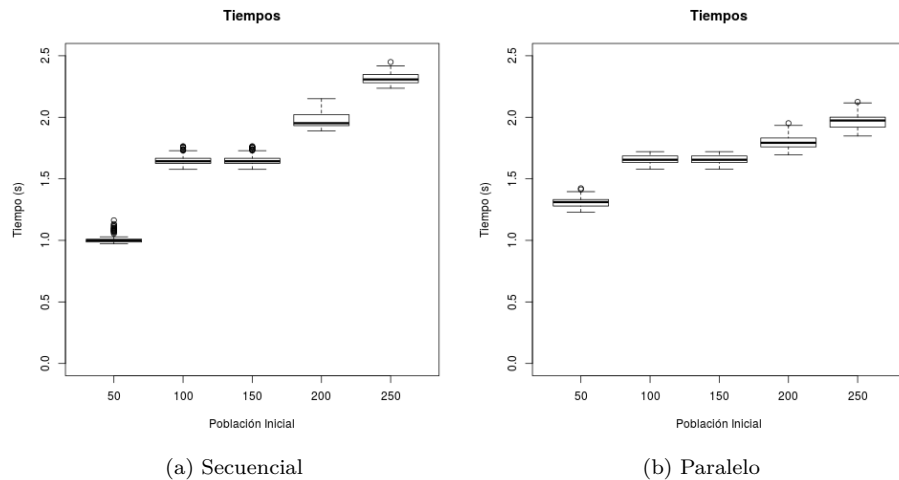 Tiempos
Tiempo (s)
2.5
2.0
1.5
1.0
0.5
0.0
50 100 150 200 250
Población Inicial
(a) Secuencial
Tiempos
Tiempo (s)
2.5
2.0
1.5
1.0
0.5
0.0
50 100 150 200 250
Población Inicial
(b) Paralelo